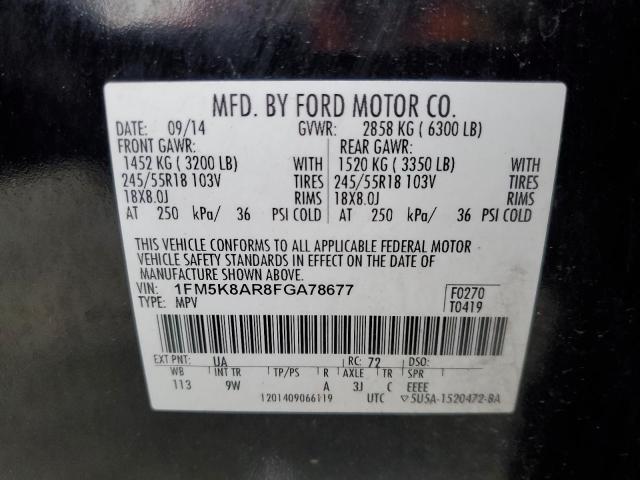 MFD. BY FORD MOTOR CO.
DATE: 09/14 GVWR: 2858 KG ( 6300 LB)
FRONT GAWR: REAR GAWR:
1452 KG ( 3200 LB) WITH 1520 KG ( 3350 LB) WITH
245/55R18 103V TIRES 245/55R18 103V TIRES
18X8.0J RIMS 18X8.0J RIMS
AT 250 kPa/ 36 PSI COLD AT 250 kPa/ 36 PSI COLD
THIS VEHICLE CONFORMS TO ALL APPLICABLE FEDERAL MOTOR
VEHICLE SAFETY STANDARDS IN EFFECT ON THE DATE OF
MANUFACTURE SHOWN ABOVE.
VIN: 1FM5K8AR8FGA78677 F0270
TYPE: MPV T0419
EXT PNT: UA RC: 72 DSO:
WB INT TR TP/PS R AXLE TR SPR
113 9W A 3J C EEEE
1201409066119 UTC ▽5U5A-1520472-BA